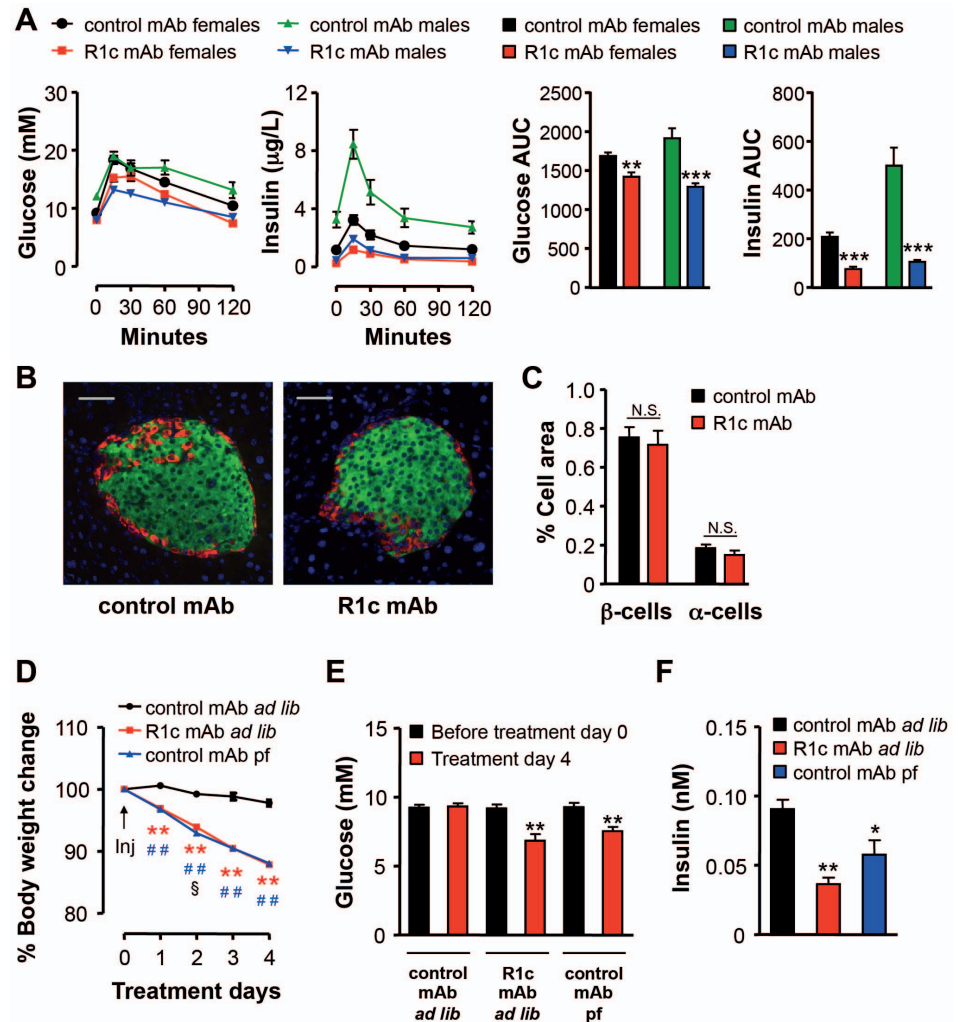 A
control mAb females
R1c mAb females
control mAb males
R1c mAb males
control mAb females
R1c mAb females
control mAb males
R1c mAb males
Glucose (mM)
30
20
10
0
0 30 60 90 120
Minutes
Insulin (µg/L)
12
8
4
0
0 30 60 90 120
Minutes
Glucose AUC
2500
2000
1500
1000
500
0
** ***
Insulin AUC
800
600
400
200
0
*** ***
B
control mAb
R1c mAb
C
control mAb
R1c mAb
% Cell area
1.0
0.8
0.6
0.4
0.2
0
N.S.
N.S.
β-cells α-cells
D
control mAb ad lib
R1c mAb ad lib
control mAb pf
% Body weight change
110
100
90
80
Inj
** ** ** **
## ## ## ##
§
0 1 2 3 4
Treatment days
E
Before treatment day 0
Treatment day 4
Glucose (mM)
15
10
5
0
** **
control mAb ad lib
R1c mAb ad lib
control mAb pf
F
control mAb ad lib
R1c mAb ad lib
control mAb pf
Insulin (nM)
0.10
0.05
0
** *